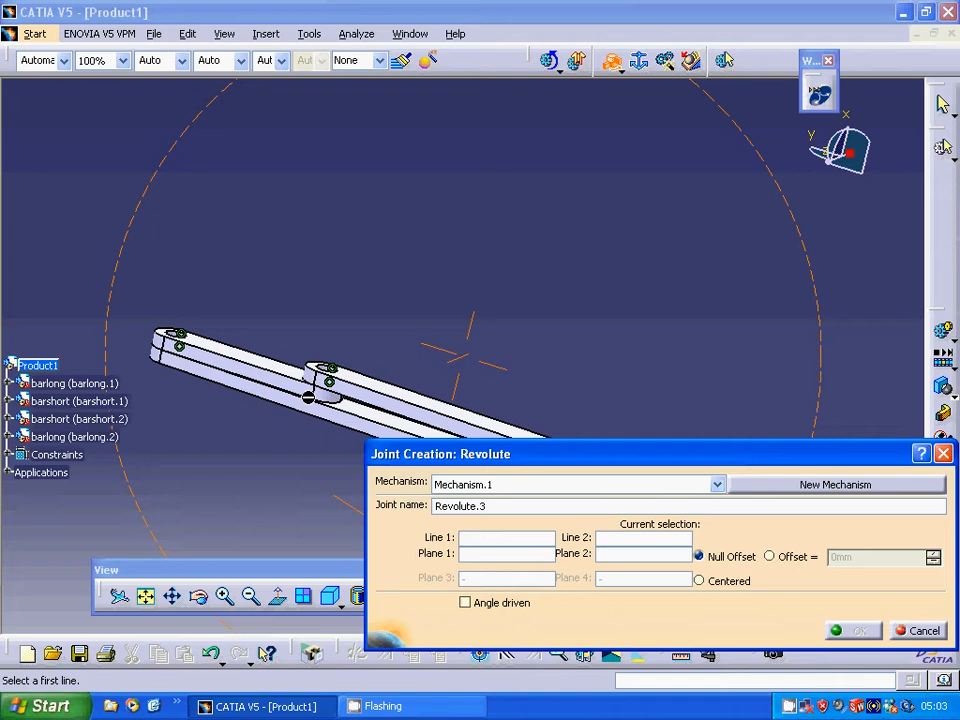 CATIA V5 - [Product1]
Start ENOVIA V5 VPM File Edit View Insert Tools Analyze Window Help
Automa 100% Auto Auto Aut Aut None
W...
x
y
Product1
barlong (barlong.1)
barshort (barshort.1)
barshort (barshort.2)
barlong (barlong.2)
Constraints
Applications
Joint Creation: Revolute
Mechanism: Mechanism.1 New Mechanism
Joint name: Revolute.3
Current selection:
Line 1: Line 2:
Plane 1: Plane 2: Null Offset Offset = 0mm
Plane 3: - Plane 4: - Centered
Angle driven
OK Cancel
View
CATIA
Select a first line.
Start CATIA V5 - [Product1] Flashing 05:03